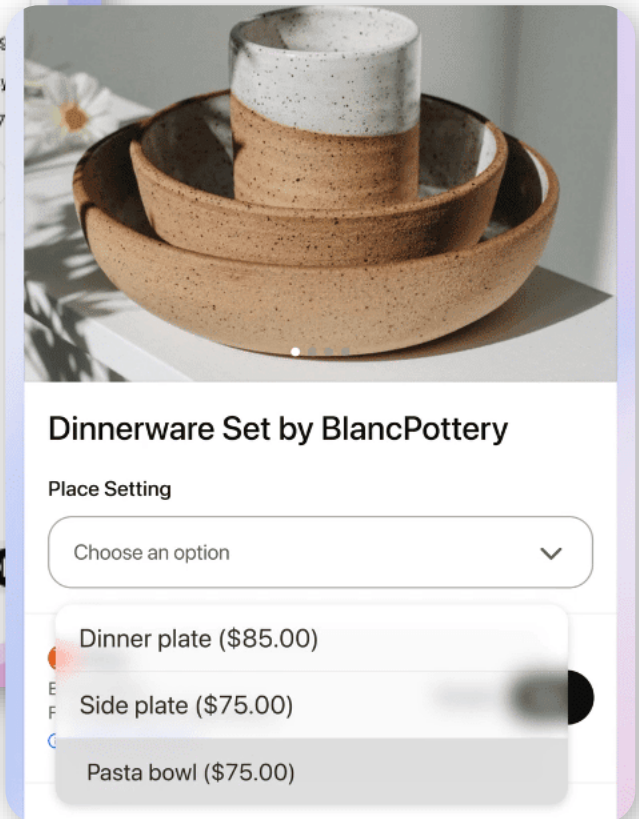 Dinnerware Set by BlancPottery
Place Setting
Choose an option
Dinner plate ($85.00)
Side plate ($75.00)
Pasta bowl ($75.00)